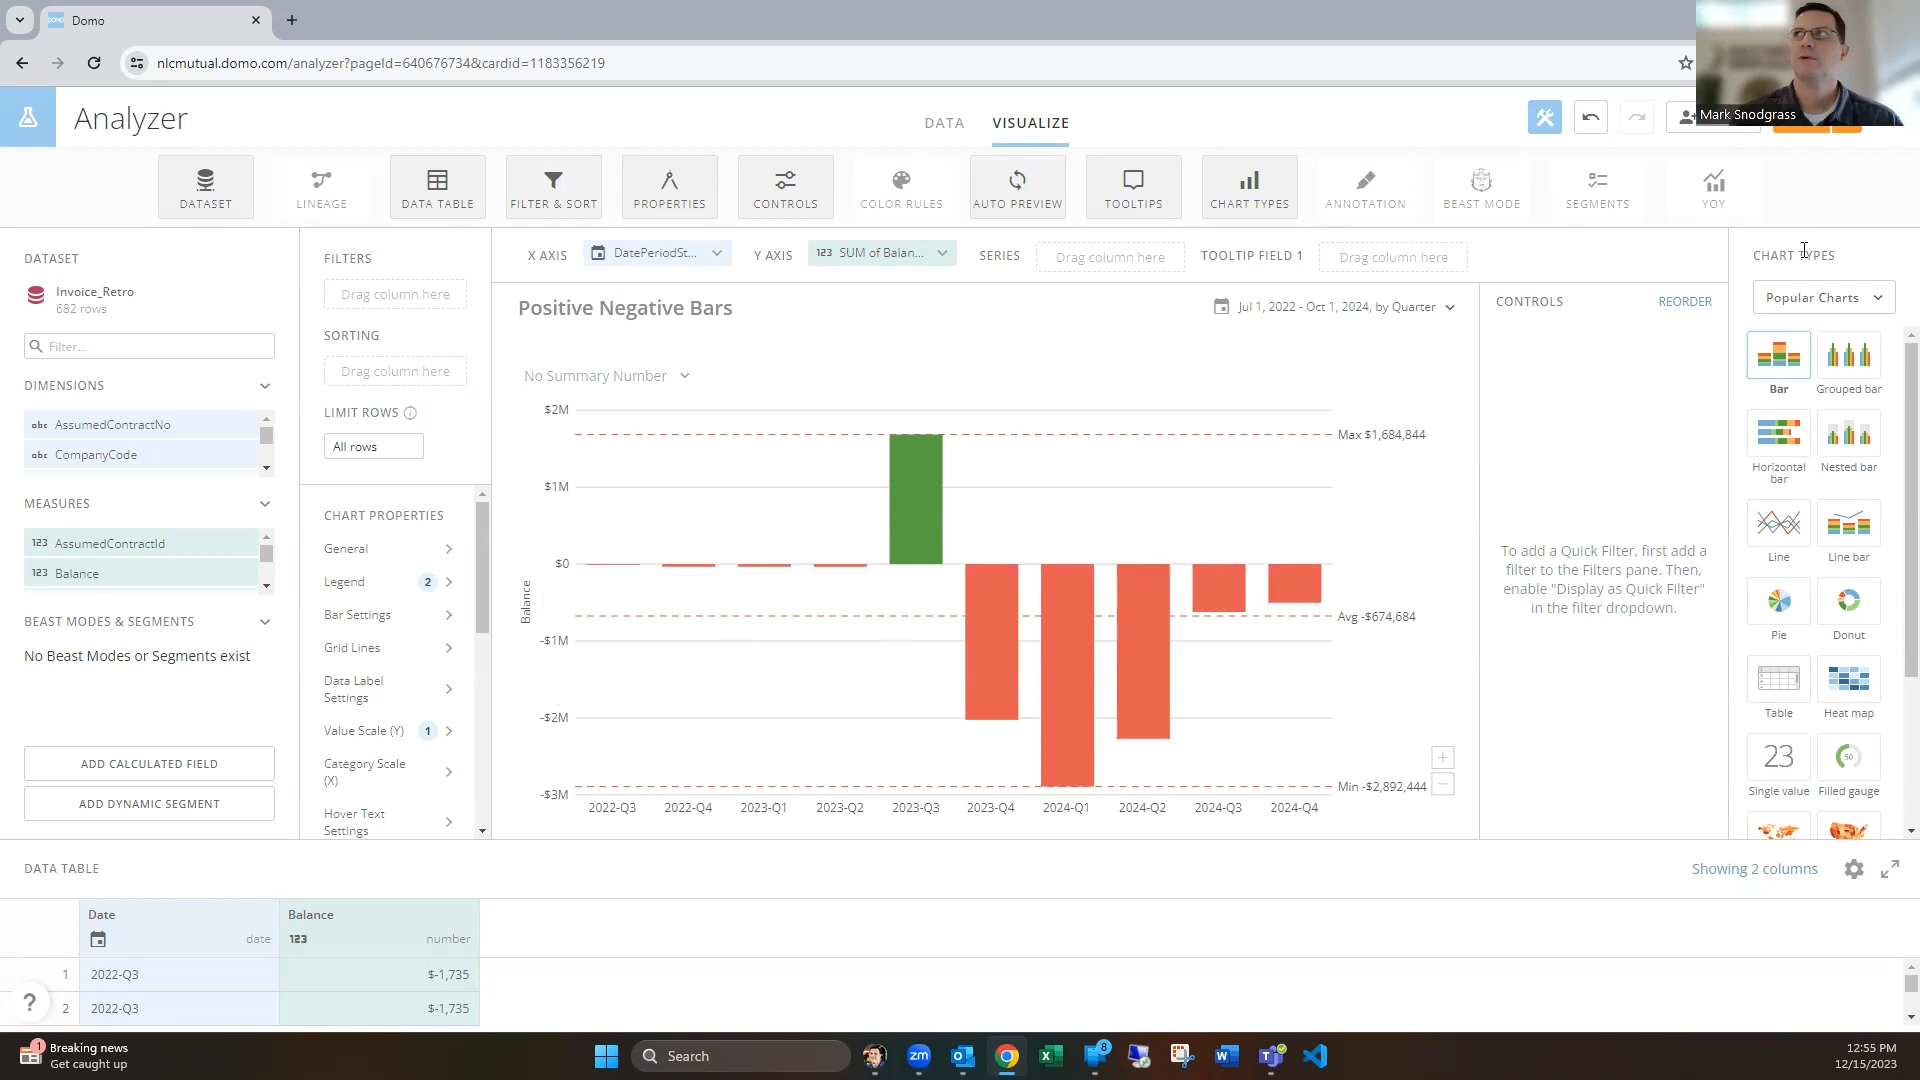 Domo
nlcmutual.domo.com/analyzer?pageId=640676734&cardid=1183356219
Mark Snodgrass
Analyzer
DATA
VISUALIZE
DATASET
LINEAGE
DATA TABLE
FILTER & SORT
PROPERTIES
CONTROLS
COLOR RULES
AUTO PREVIEW
TOOLTIPS
CHART TYPES
ANNOTATION
BEAST MODE
SEGMENTS
YOY
DATASET
Invoice_Retro
682 rows
Filter...
DIMENSIONS
abc AssumedContractNo
abc CompanyCode
MEASURES
123 AssumedContractId
123 Balance
BEAST MODES & SEGMENTS
No Beast Modes or Segments exist
ADD CALCULATED FIELD
ADD DYNAMIC SEGMENT
FILTERS
Drag column here
SORTING
Drag column here
LIMIT ROWS
All rows
CHART PROPERTIES
General
Legend 2
Bar Settings
Grid Lines
Data Label
Settings
Value Scale (Y) 1
Category Scale
(X)
Hover Text
Settings
X AXIS
DatePeriodSt...
Y AXIS
123 SUM of Balan...
SERIES
Drag column here
TOOLTIP FIELD 1
Drag column here
Positive Negative Bars
Jul 1, 2022 - Oct 1, 2024, by Quarter
No Summary Number
$2M
$1M
$0
-$1M
-$2M
-$3M
Balance
Max $1,684,844
Avg -$674,684
Min -$2,892,444
2022-Q3
2022-Q4
2023-Q1
2023-Q2
2023-Q3
2023-Q4
2024-Q1
2024-Q2
2024-Q3
2024-Q4
CONTROLS
REORDER
To add a Quick Filter, first add a
filter to the Filters pane. Then,
enable "Display as Quick Filter"
in the filter dropdown.
CHART TYPES
Popular Charts
Bar
Grouped bar
Horizontal
bar
Nested bar
Line
Line bar
Pie
Donut
Table
Heat map
23
50
Single value
Filled gauge
DATA TABLE
Showing 2 columns
Date
Balance
date
123
number
1
2022-Q3
$-1,735
2
2022-Q3
$-1,735
?
1
Breaking news
Get caught up
Search
zm
8
12:55 PM
12/15/2023